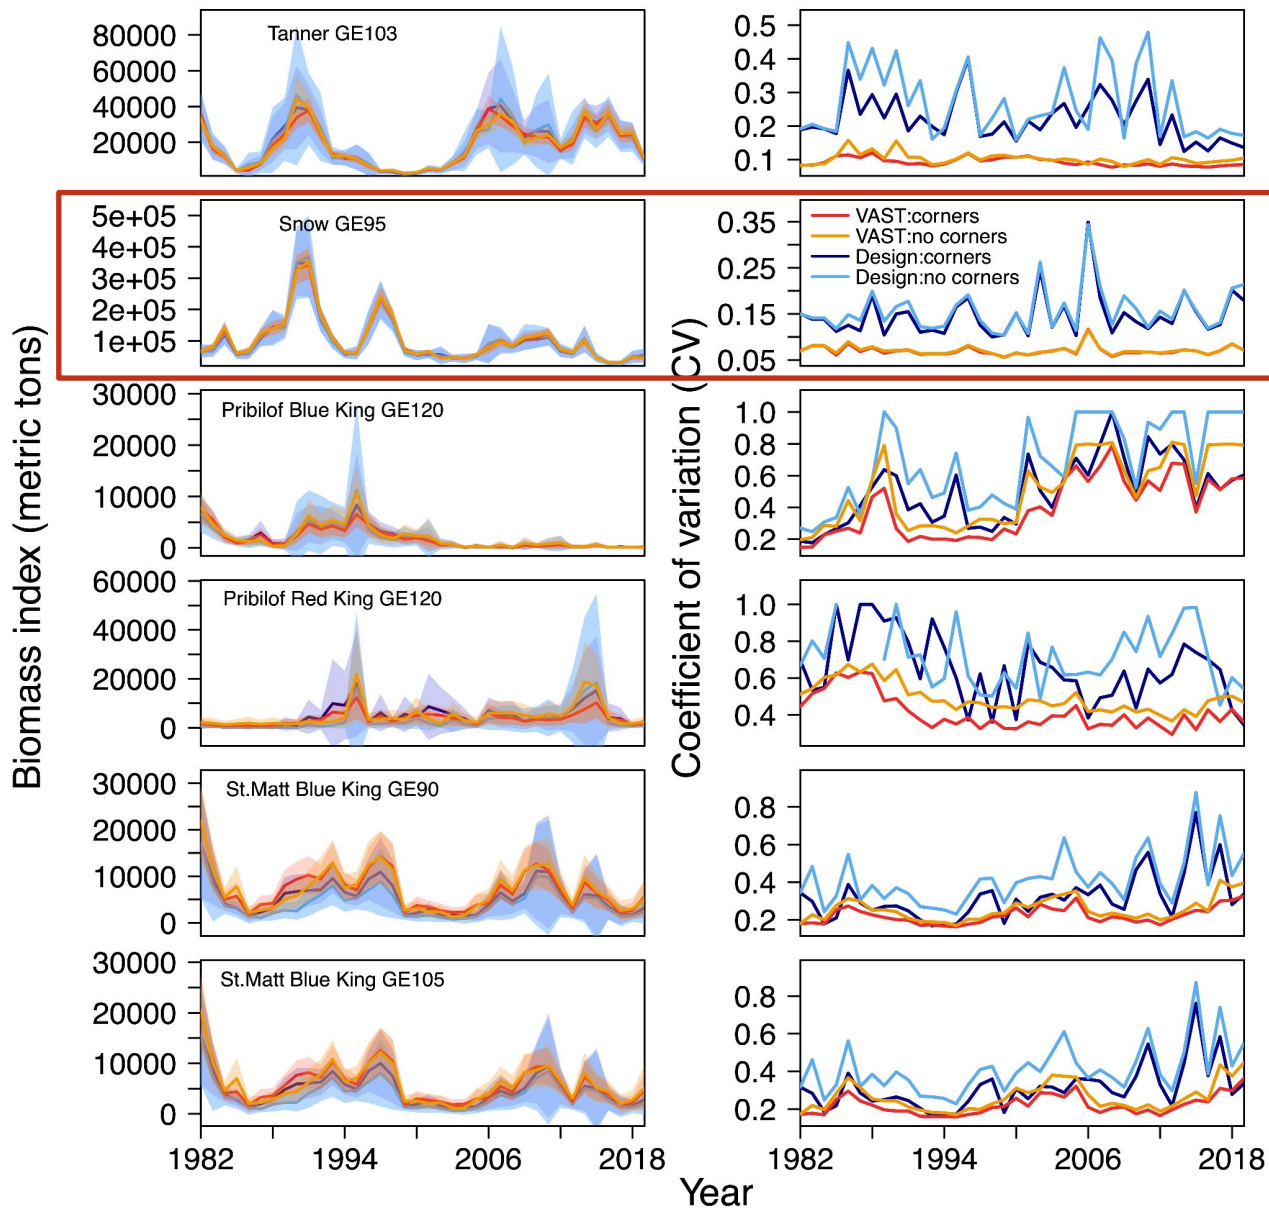 Biomass index (metric tons)
Coefficient of variation (CV)
Tanner GE103
80000
60000
40000
20000
0.5
0.4
0.3
0.2
0.1
Snow GE95
5e+05
4e+05
3e+05
2e+05
1e+05
0.35
0.25
0.15
0.05
VAST:corners
VAST:no corners
Design:corners
Design:no corners
Pribilof Blue King GE120
30000
20000
10000
0
1.0
0.8
0.6
0.4
0.2
Pribilof Red King GE120
60000
40000
20000
0
1.0
0.8
0.6
0.4
St.Matt Blue King GE90
30000
20000
10000
0
0.8
0.6
0.4
0.2
St.Matt Blue King GE105
30000
20000
10000
0
0.8
0.6
0.4
0.2
1982 1994 2006 2018
1982 1994 2006 2018
Year